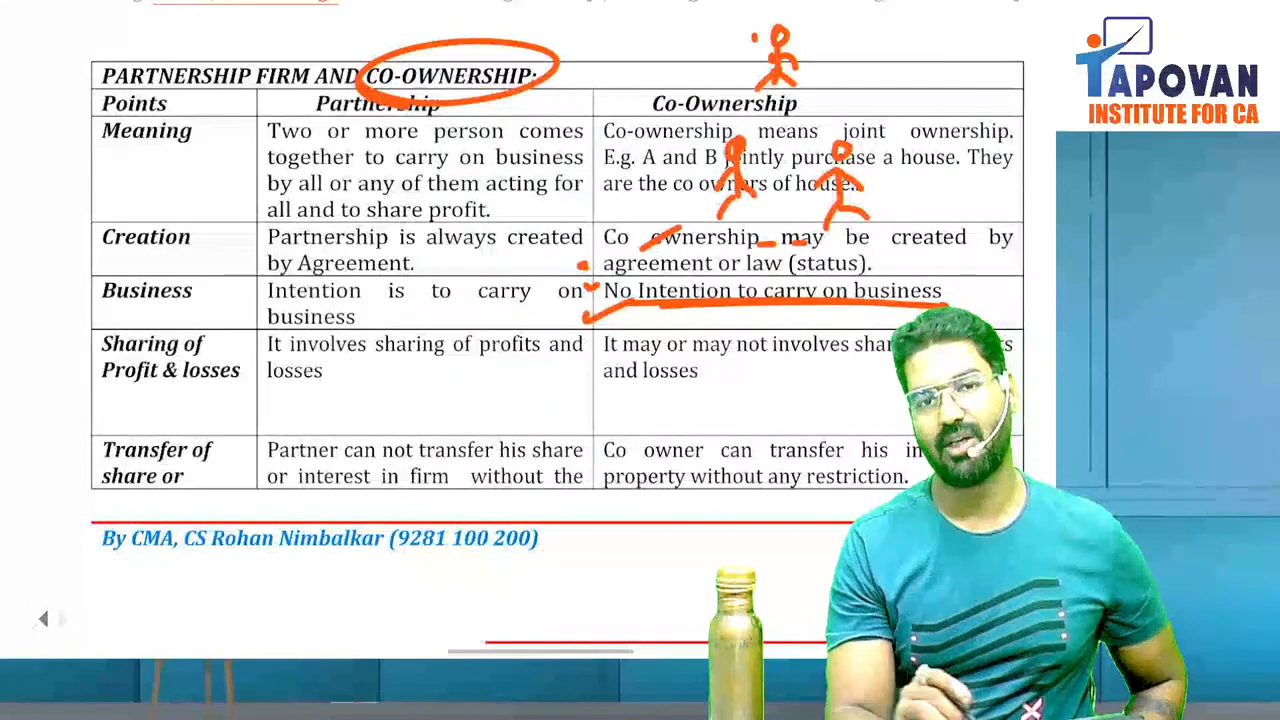 APOVAN
INSTITUTE FOR CA
PARTNERSHIP FIRM AND CO-OWNERSHIP:
Points Partnership Co-Ownership
Meaning
Two or more person comes
together to carry on business
by all or any of them acting for
all and to share profit.
Co-ownership means joint ownership.
E.g. A and B jointly purchase a house. They
are the co owners of house.
Creation
Partnership is always created
by Agreement.
Co ownership may be created by
agreement or law (status).
Business
Intention is to carry on
business
No Intention to carry on business
Sharing of
Profit & losses
It involves sharing of profits and
losses
It may or may not involves
and losses
Transfer of
share or
Partner can not transfer his share
or interest in firm without the
Co owner can transfer his
property without any restriction.
By CMA, CS Rohan Nimbalkar (9281 100 200)